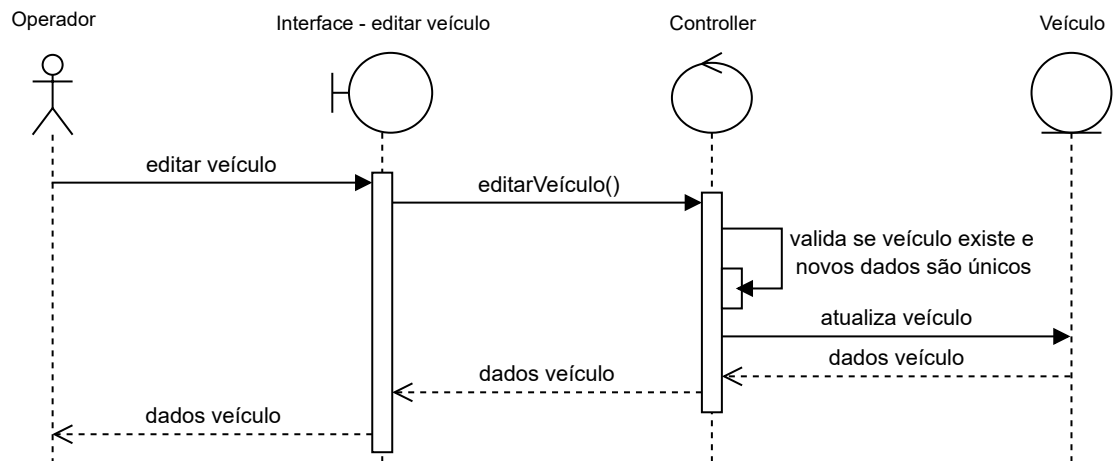 Operador
Interface - editar veículo
Controller
Veículo
editar veículo
editarVeículo()
valida se veículo existe e
novos dados são únicos
atualiza veículo
dados veículo
dados veículo
dados veículo